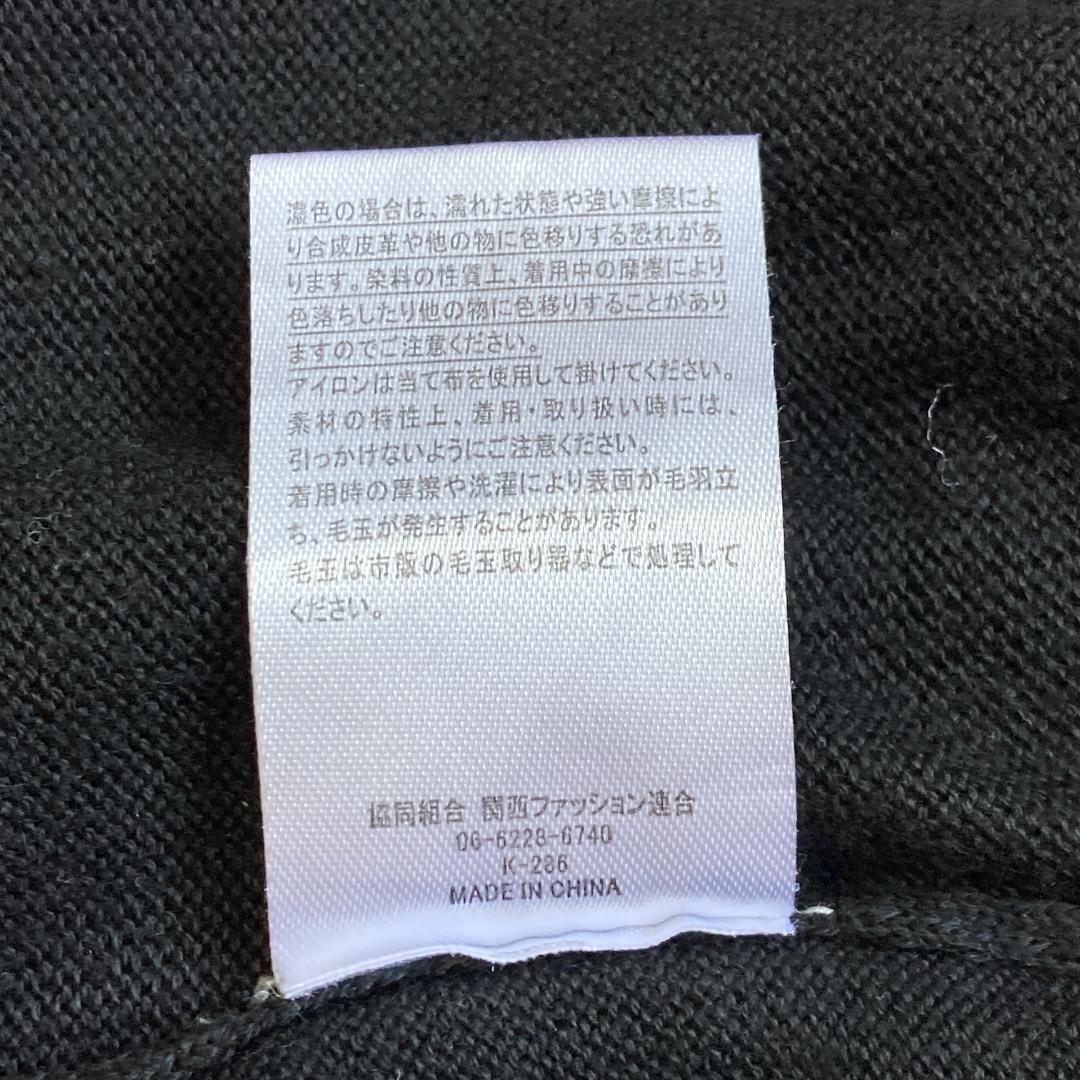 濃色の場合は、濡れた状態や強い摩擦によ
り合成皮革や他の物に色移りする恐れがあ
ります。染料の性質上、着用中の摩擦により
色落ちしたり他の物に色移りすることがあり
ますのでご注意ください。
アイロンは当て布を使用して掛けてください。
素材の特性上、着用・取り扱い時には、
引っかけないようにご注意ください。
着用時の摩擦や洗濯により表面が毛羽立
ち、毛玉が発生することがあります。
毛玉は市販の毛玉取り器などで処理して
ください。
協同組合 関西ファッション連合
06-6228-6740
K-286
MADE IN CHINA